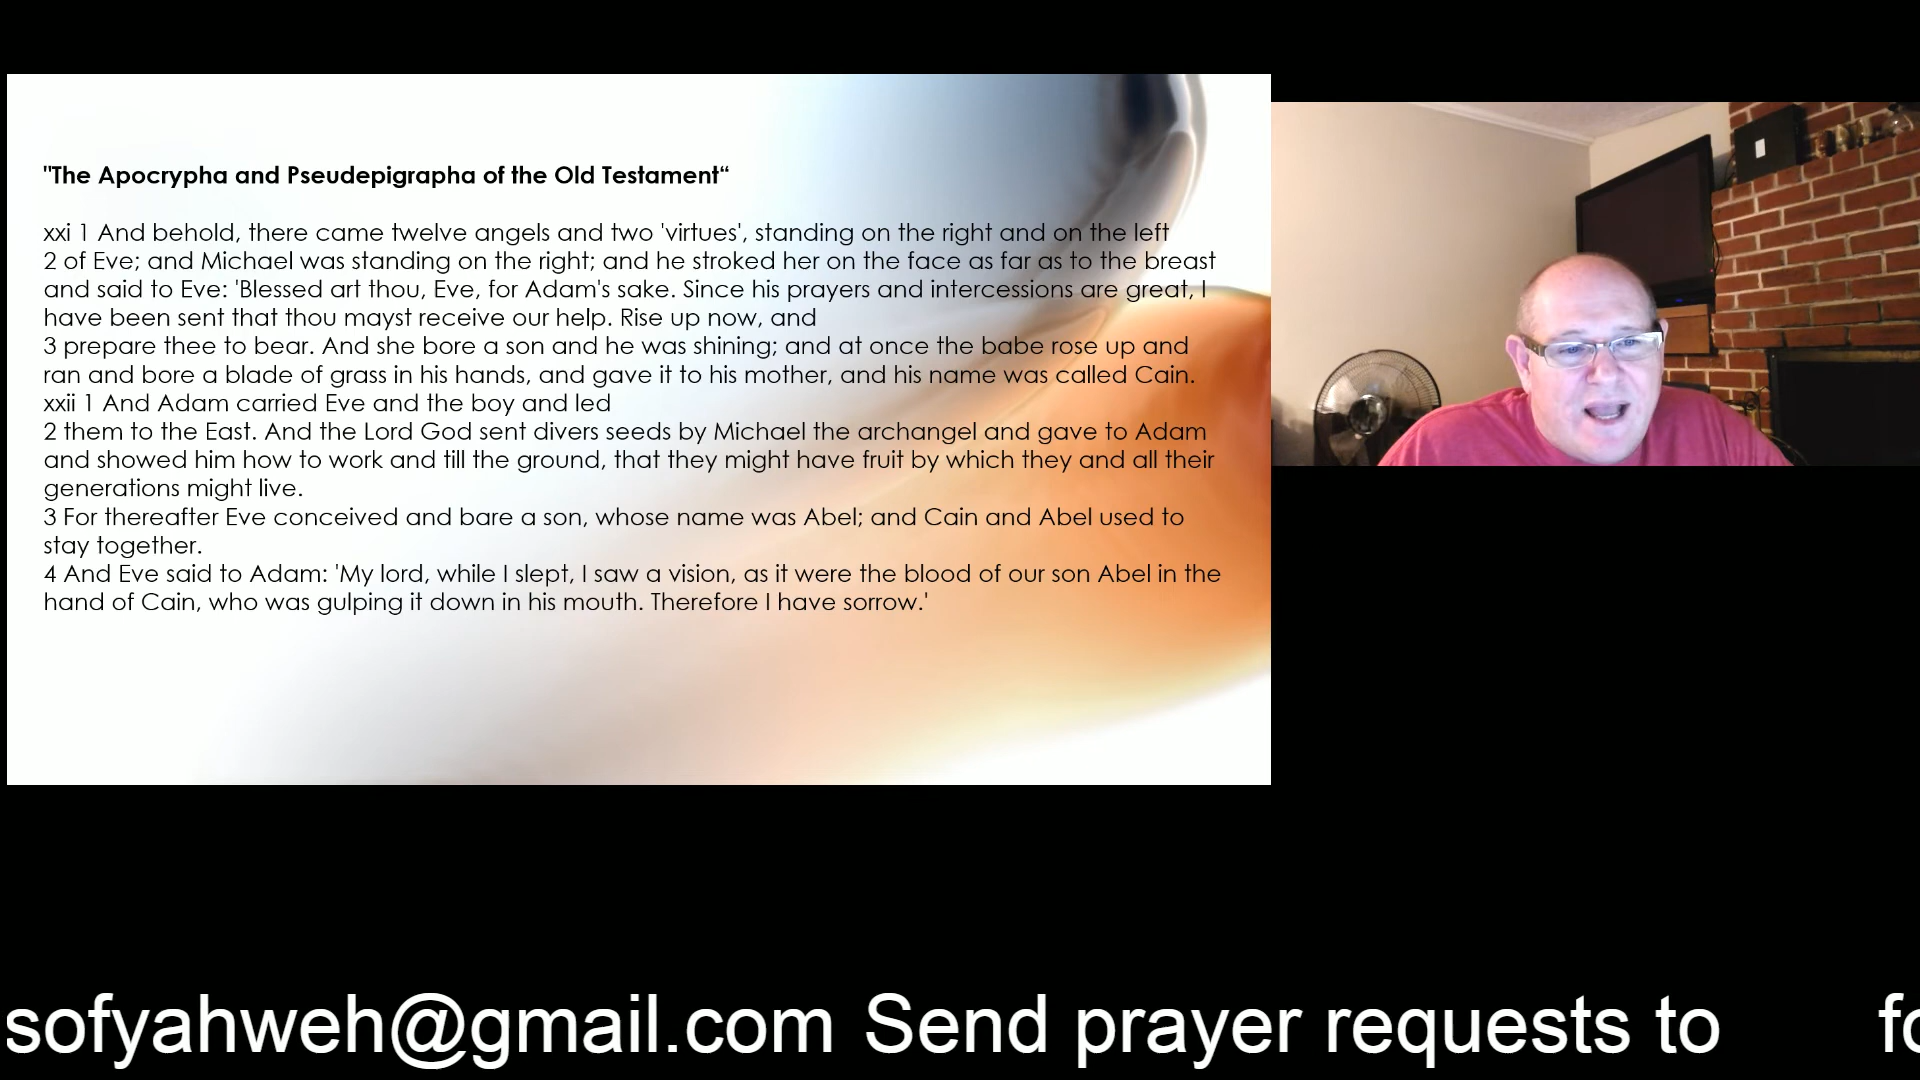 "The Apocrypha and Pseudepigrapha of the Old Testament“
xxi 1 And behold, there came twelve angels and two 'virtues', standing on the right and on the left
2 of Eve; and Michael was standing on the right; and he stroked her on the face as far as to the breast
and said to Eve: 'Blessed art thou, Eve, for Adam's sake. Since his prayers and intercessions are great, I
have been sent that thou mayst receive our help. Rise up now, and
3 prepare thee to bear. And she bore a son and he was shining; and at once the babe rose up and
ran and bore a blade of grass in his hands, and gave it to his mother, and his name was called Cain.
xxii 1 And Adam carried Eve and the boy and led
2 them to the East. And the Lord God sent divers seeds by Michael the archangel and gave to Adam
and showed him how to work and till the ground, that they might have fruit by which they and all their
generations might live.
3 For thereafter Eve conceived and bare a son, whose name was Abel; and Cain and Abel used to
stay together.
4 And Eve said to Adam: 'My lord, while I slept, I saw a vision, as it were the blood of our son Abel in the
hand of Cain, who was gulping it down in his mouth. Therefore I have sorrow.'
sofyahweh@gmail.com Send prayer requests to